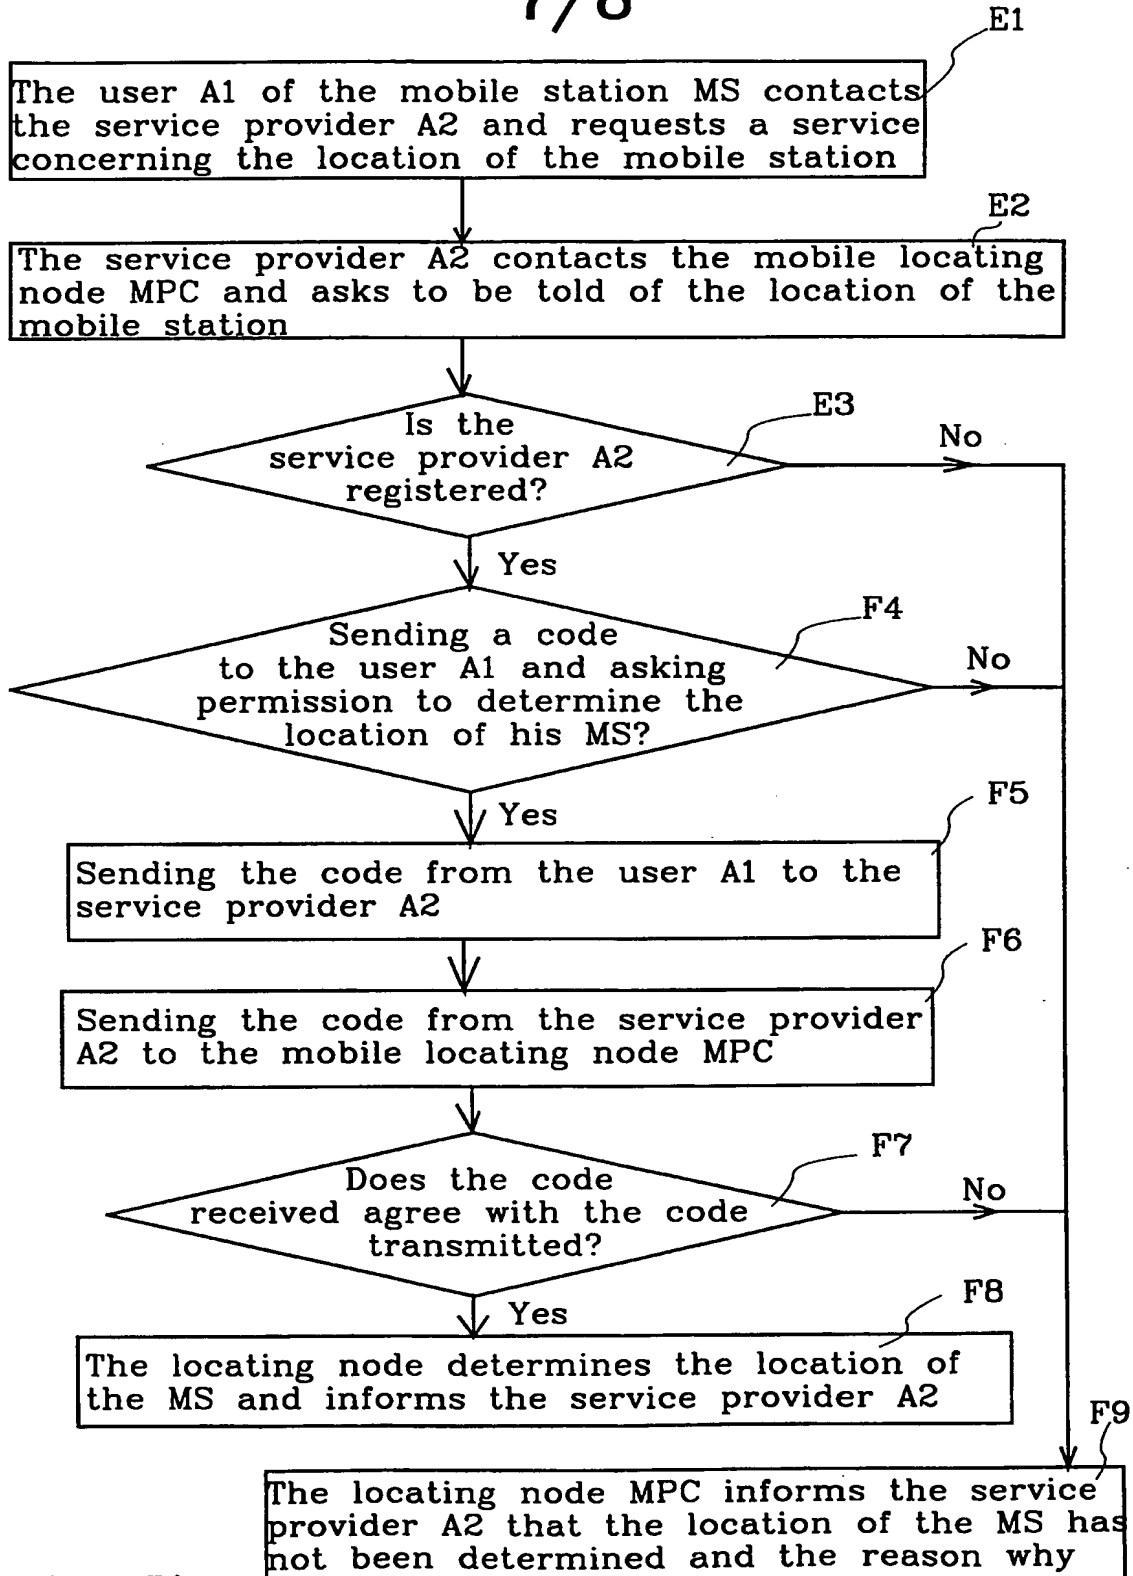 7/8
E1
The user A1 of the mobile station MS contacts
the service provider A2 and requests a service
concerning the location of the mobile station
E2
The service provider A2 contacts the mobile locating
node MPC and asks to be told of the location of the
mobile station
E3
Is the
service provider A2
registered?
No
Yes
F4
Sending a code
to the user A1 and asking
permission to determine the
location of his MS?
No
Yes
F5
Sending the code from the user A1 to the
service provider A2
F6
Sending the code from the service provider
A2 to the mobile locating node MPC
F7
Does the code
received agree with the code
transmitted?
No
Yes
F8
The locating node determines the location of
the MS and informs the service provider A2
F9
The locating node MPC informs the service
provider A2 that the location of the MS has
not been determined and the reason why